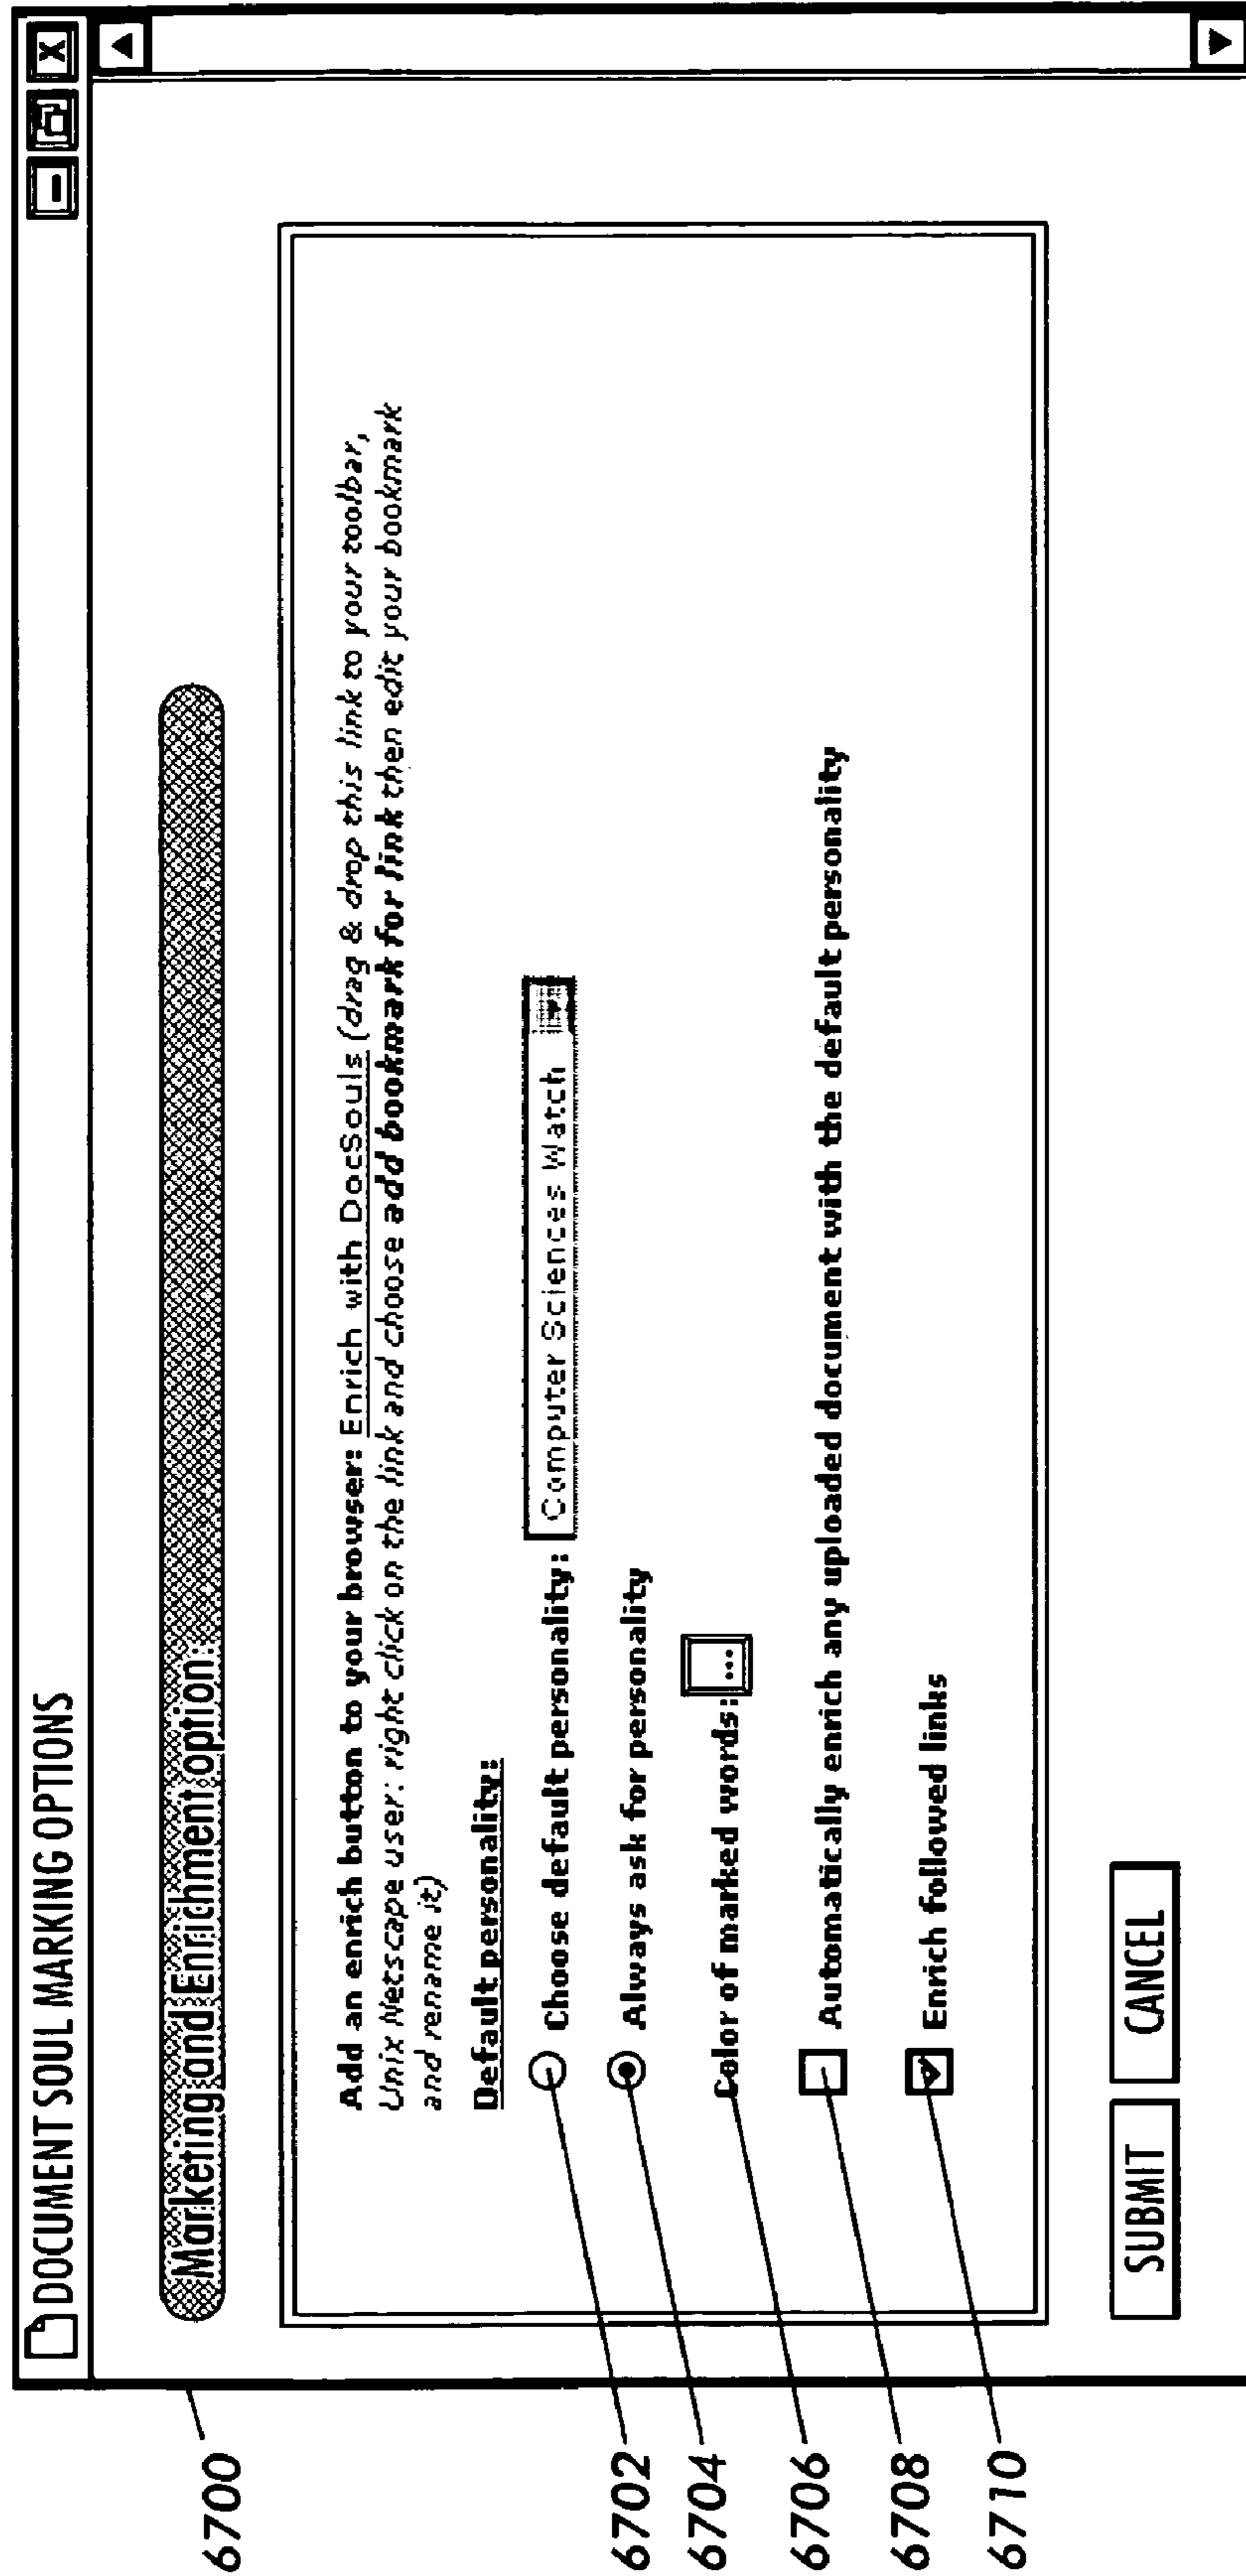 DOCUMENT SOUL MARKING OPTIONS
X
6700
Marketing and Enrichment option:
Add an enrich button to your browser: Enrich with DocSouls (drag & drop this link to your toolbar,
Unix Netscape user: right click on the link and choose add bookmark for link then edit your bookmark
and rename it)
Default personality:
6702
Choose default personality: Computer Sciences Watch
6704
Always ask for personality
6706
Color of marked words: ...
6708
Automatically enrich any uploaded document with the default personality
6710
Enrich followed links
SUBMIT CANCEL